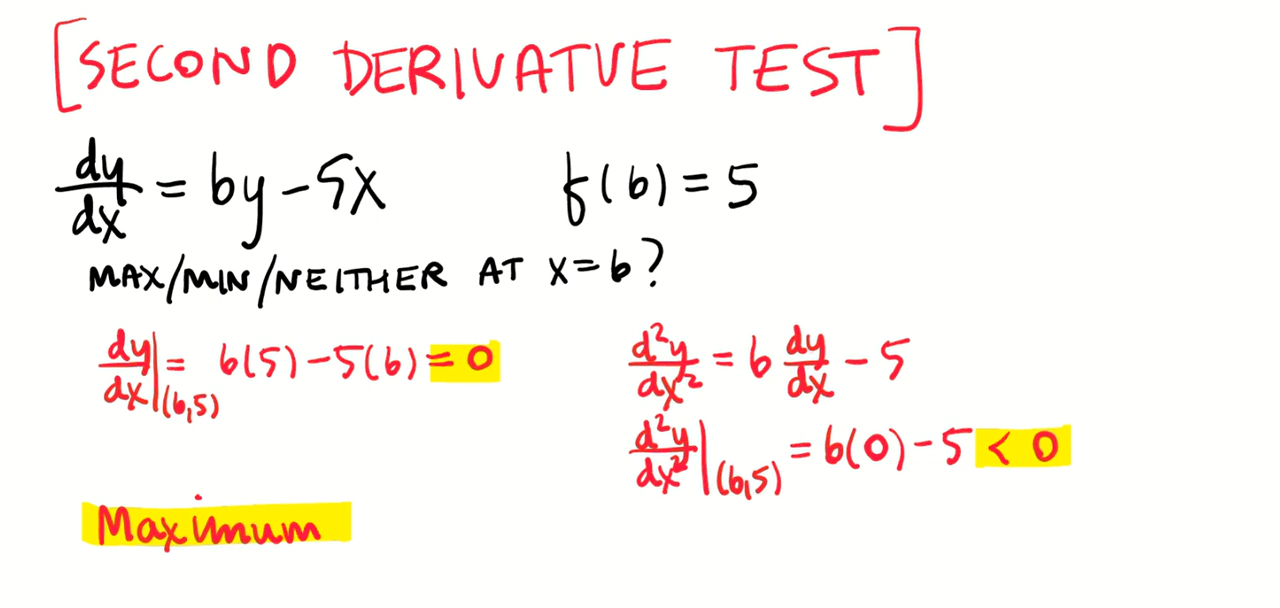 [SECOND DERIVATVE TEST]
dy/dx = 6y - 5x f(6) = 5
MAX/MIN/NEITHER AT X=6?
dy/dx|(6,5) = 6(5) - 5(6) = 0
d²y/dx² = 6 dy/dx - 5
d²y/dx²|(6,5) = 6(0) - 5 < 0
Maximum